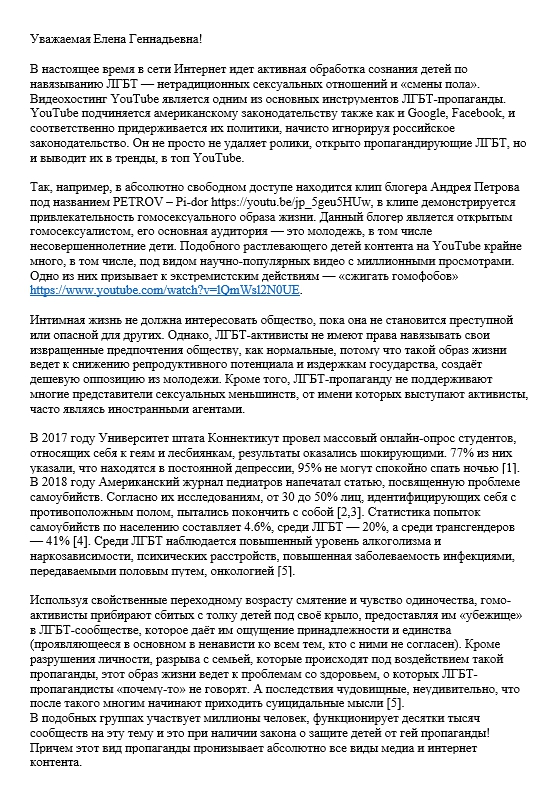 Уважаемая Елена Геннадьевна!
В настоящее время в сети Интернет идет активная обработка сознания детей по
навязыванию ЛГБТ — нетрадиционных сексуальных отношений и «смены пола».
Видеохостинг YouTube является одним из основных инструментов ЛГБТ-пропаганды.
YouTube подчиняется американскому законодательству также как и Google, Facebook, и
соответственно придерживается их политики, начисто игнорируя российское
законодательство. Он не просто не удаляет ролики, открыто пропагандирующие ЛГБТ, но
и выводит их в тренды, в топ YouTube.
Так, например, в абсолютно свободном доступе находится клип блогера Андрея Петрова
под названием PETROV – Pi-dor https://youtu.be/jp_5geu5HUw, в клипе демонстрируется
привлекательность гомосексуального образа жизни. Данный блогер является открытым
гомосексуалистом, его основная аудитория — это молодежь, в том числе
несовершеннолетние дети. Подобного растлевающего детей контента на YouTube крайне
много, в том числе, под видом научно-популярных видео с миллионными просмотрами.
Одно из них призывает к экстремистским действиям — «сжигать гомофобов»
https://www.youtube.com/watch?v=lQmWsl2N0UE.
Интимная жизнь не должна интересовать общество, пока она не становится преступной
или опасной для других. Однако, ЛГБТ-активисты не имеют права навязывать свои
извращенные предпочтения обществу, как нормальные, потому что такой образ жизни
ведет к снижению репродуктивного потенциала и издержкам государства, создаёт
дешевую оппозицию из молодежи. Кроме того, ЛГБТ-пропаганду не поддерживают
многие представители сексуальных меньшинств, от имени которых выступают активисты,
часто являясь иностранными агентами.
В 2017 году Университет штата Коннектикут провел массовый онлайн-опрос студентов,
относящих себя к геям и лесбиянкам, результаты оказались шокирующими. 77% из них
указали, что находятся в постоянной депрессии, 95% не могут спокойно спать ночью [1].
В 2018 году Американский журнал педиатров напечатал статью, посвященную проблеме
самоубийств. Согласно их исследованиям, от 30 до 50% лиц, идентифицирующих себя с
противоположным полом, пытались покончить с собой [2,3]. Статистика попыток
самоубийств по населению составляет 4.6%, среди ЛГБТ — 20%, а среди трансгендеров
— 41% [4]. Среди ЛГБТ наблюдается повышенный уровень алкоголизма и
наркозависимости, психических расстройств, повышенная заболеваемость инфекциями,
передаваемыми половым путем, онкологией [5].
Используя свойственные переходному возрасту смятение и чувство одиночества, гомо-
активисты прибирают сбитых с толку детей под своё крыло, предоставляя им «убежище»
в ЛГБТ-сообществе, которое даёт им ощущение принадлежности и единства
(проявляющееся в основном в ненависти ко всем тем, кто с ними не согласен). Кроме
разрушения личности, разрыва с семьей, которые происходят под воздействием такой
пропаганды, этот образ жизни ведет к проблемам со здоровьем, о которых ЛГБТ-
пропагандисты «почему-то» не говорят. А последствия чудовищные, неудивительно, что
после такого многим начинают приходить суицидальные мысли [5].
В подобных группах участвует миллионы человек, функционирует десятки тысяч
сообществ на эту тему и это при наличии закона о защите детей от гей пропаганды!
Причем этот вид пропаганды пронизывает абсолютно все виды медиа и интернет
контента.